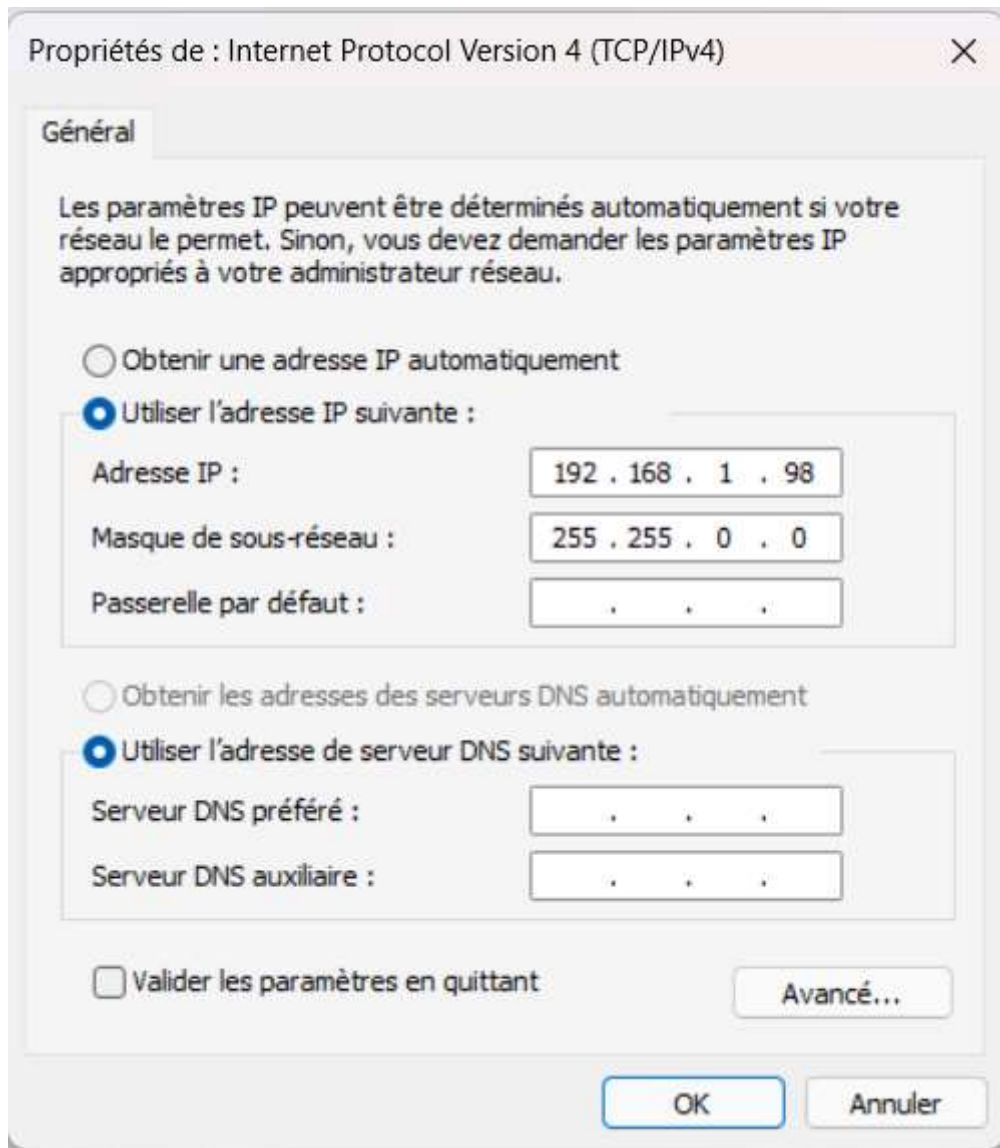 Propriétés de : Internet Protocol Version 4 (TCP/IPv4)
Général
Les paramètres IP peuvent être déterminés automatiquement si votre
réseau le permet. Sinon, vous devez demander les paramètres IP
appropriés à votre administrateur réseau.
Obtenir une adresse IP automatiquement
Utiliser l'adresse IP suivante :
Adresse IP : 192 . 168 . 1 . 98
Masque de sous-réseau : 255 . 255 . 0 . 0
Passerelle par défaut : . . .
Obtenir les adresses des serveurs DNS automatiquement
Utiliser l'adresse de serveur DNS suivante :
Serveur DNS préféré : . . .
Serveur DNS auxiliaire : . . .
Valider les paramètres en quittant
Avancé...
OK Annuler